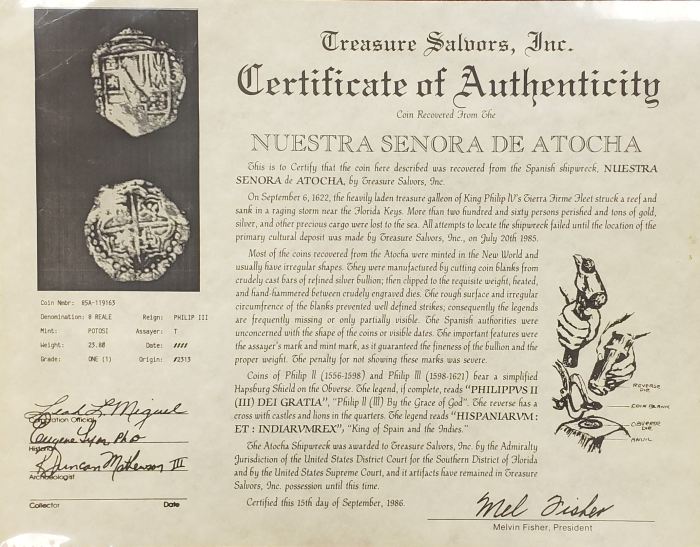 Treasure Salvors, Inc.
Certificate of Authenticity
Coin Recovered From The
NUESTRA SENORA DE ATOCHA
This is to Certify that the coin here described was recovered from the Spanish shipwreck, NUESTRA
SENORA de ATOCHA, by Treasure Salvors, Inc.
On September 6, 1622, the heavily laden treasure galleon of King Philip IV's Tierra Firme Fleet struck a reef and
sank in a raging storm near the Florida Keys. More than two hundred and sixty persons perished and tons of gold,
silver, and other precious cargo were lost to the sea. All attempts to locate the shipwreck failed until the location of the
primary cultural deposit was made by Treasure Salvors, Inc., on July 20th 1985.
Most of the coins recovered from the Atocha were minted in the New World and
usually have irregular shapes. They were manufactured by cutting coin blanks from
crudely cast bars of refined silver bullion; then clipped to the requisite weight, heated,
and hand-hammered between crudely engraved dies. The rough surface and irregular
circumfrence of the blanks prevented well defined strikes; consequently the legends
are frequently missing or only partially visible. The Spanish authorities were
unconcerned with the shape of the coins or visible dates. The important features were
the assayer's mark and mint mark, as it guaranteed the fineness of the bullion and the
proper weight. The penalty for not showing these marks was severe.
Coins of Philip II (1556-1598) and Philip III (1598-1621) bear a simplified
Hapsburg Shield on the Obverse. The legend, if complete, reads "PHILIPPVS II
(III) DEI GRATIA", "Philip II (III) By the Grace of God". The reverse has a
cross with castles and lions in the quarters. The legend reads "HISPANIARVM:
ET: INDIARVMREX", "King of Spain and the Indies."
The Atocha Shipwreck was awarded to Treasure Salvors, Inc. by the Admiralty
Jurisdiction of the United States District Court for the Southern District of Florida
and by the United States Supreme Court, and it artifacts have remained in Treasure
Salvors, Inc. possession until this time.
Certified this 15th day of September, 1986.
Mel Fisher
Melvin Fisher, President
REVERSE
DIE
COIN BLANK
OBVERSE
DIE
ANVIL
Coin Nmbr: 85A-119163
Denomination: 8 REALE Reign: PHILIP III
Mint: POTOSI Assayer: T
Weight: 23.80 Date: ////
Grade: ONE (1) Origin: #2313
Leah L Miguel
Corporation Official
Eugene Lyon PhD
Historian
R Duncan Mathewson III
Archaeologist
Collector Date